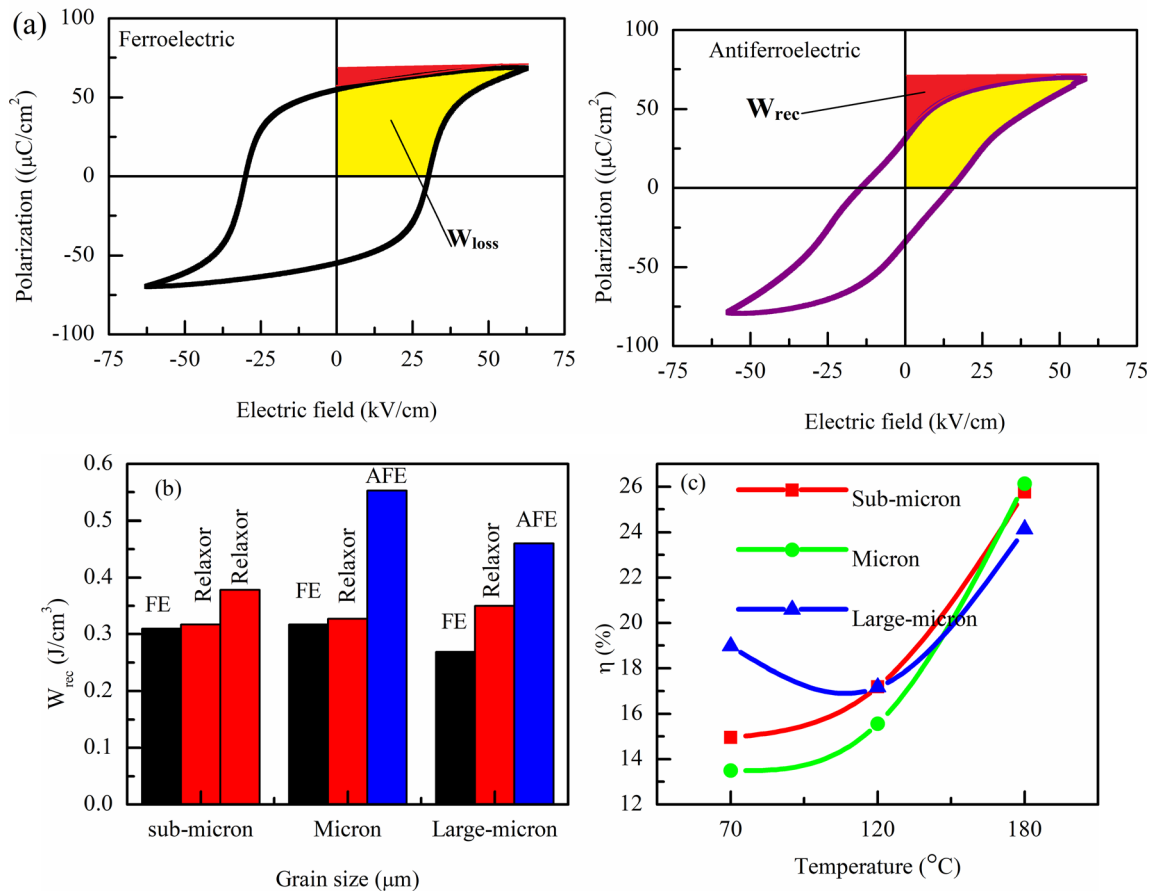 (a)
Ferroelectric
W_loss
100
50
0
-50
-100
Polarization ((μC/cm²)
-75 -50 -25 0 25 50 75
Electric field (kV/cm)
Antiferroelectric
W_rec
100
50
0
-50
-100
Polarization ((μC/cm²)
-75 -50 -25 0 25 50 75
Electric field (kV/cm)
(b)
0.6
0.5
0.4
0.3
0.2
0.1
0.0
W_rec (J/cm³)
FE Relaxor Relaxor
FE Relaxor AFE
FE Relaxor AFE
sub-micron Micron Large-micron
Grain size (μm)
(c)
Sub-micron
Micron
Large-micron
26
24
22
20
18
16
14
12
η (%)
70 120 180
Temperature (°C)